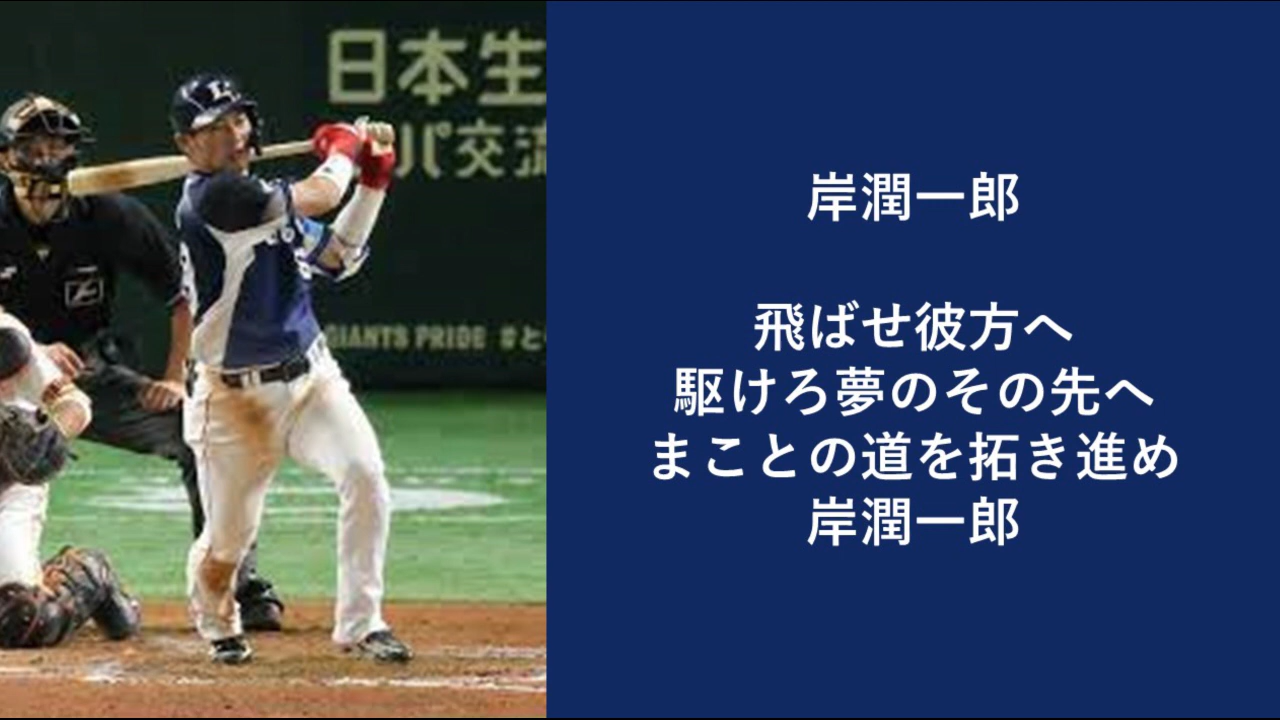 日本生
パ交流
GIANTS PRIDE #と
岸潤一郎
飛ばせ彼方へ
駆けろ夢のその先へ
まことの道を拓き進め
岸潤一郎